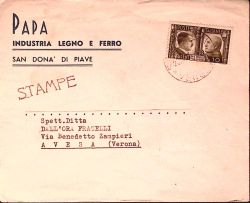 PAPA
INDUSTRIA LEGNO E FERRO
SAN DONA' DI PIAVE
STAMPE
Spett.Ditta
DALL'ORA FRATELLI
Via Benedetto Zampieri
AVESA (Verona)